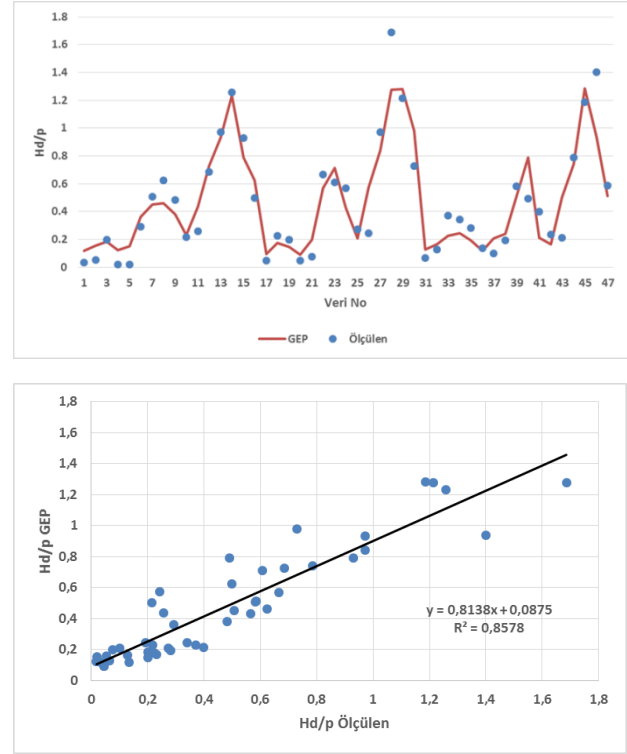 1.8
1.6
1.4
1.2
1
0.8
0.6
0.4
0.2
0
Hd/p
1 3 5 7 9 11 13 15 17 19 21 23 25 27 29 31 33 35 37 39 41 43 45 47
Veri No
GEP Ölçülen
1,8
1,6
1,4
1,2
1
0,8
0,6
0,4
0,2
0
Hd/p GEP
y = 0,8138x + 0,0875
R² = 0,8578
0 0,2 0,4 0,6 0,8 1 1,2 1,4 1,6 1,8
Hd/p Ölçülen